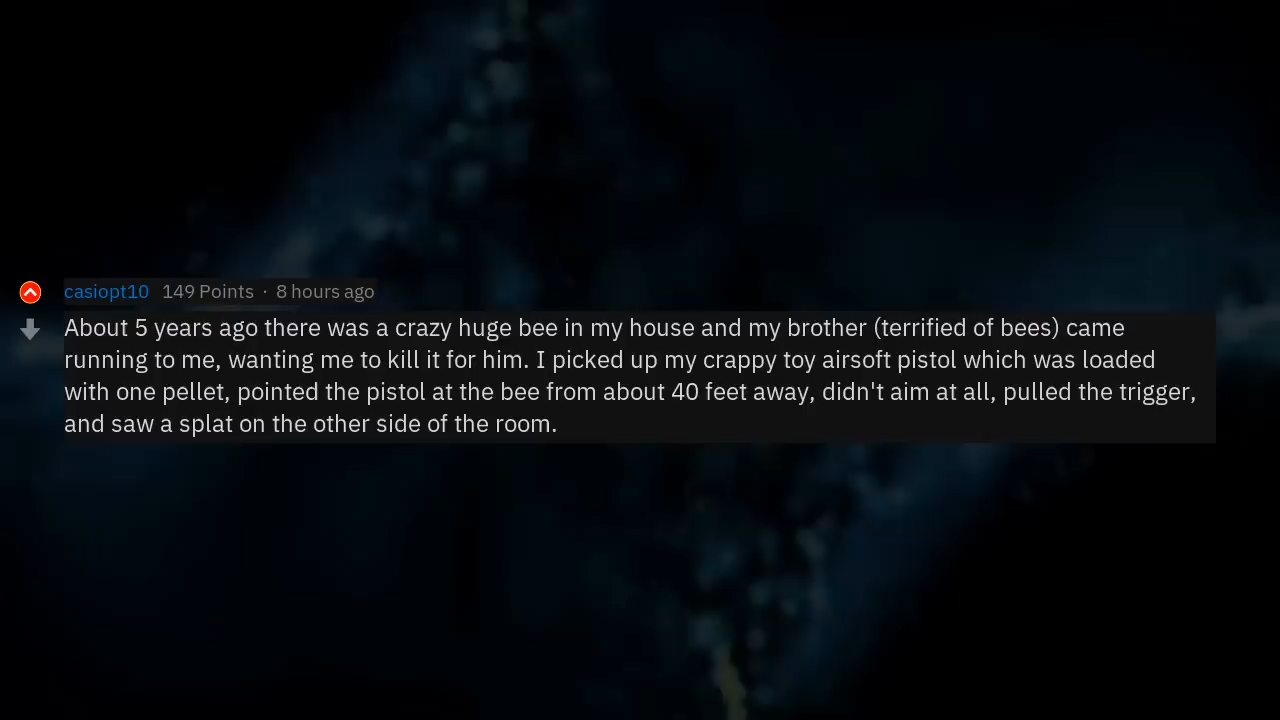 casiopt10 149 Points · 8 hours ago
About 5 years ago there was a crazy huge bee in my house and my brother (terrified of bees) came
running to me, wanting me to kill it for him. I picked up my crappy toy airsoft pistol which was loaded
with one pellet, pointed the pistol at the bee from about 40 feet away, didn't aim at all, pulled the trigger,
and saw a splat on the other side of the room.